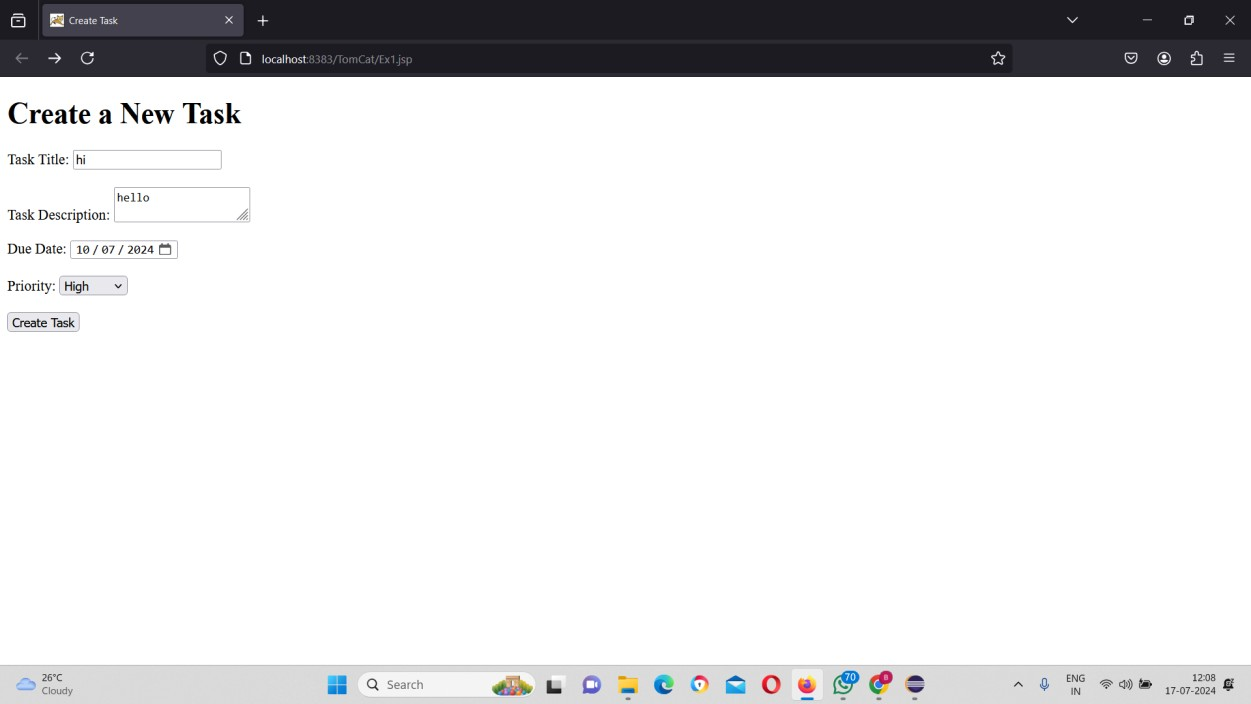 Create Task
localhost:8383/TomCat/Ex1.jsp
Create a New Task
Task Title: hi
Task Description: hello
Due Date: 10 / 07 / 2024
Priority: High
Create Task
26°C
Cloudy
Search
70
8
ENG
IN
12:08
17-07-2024